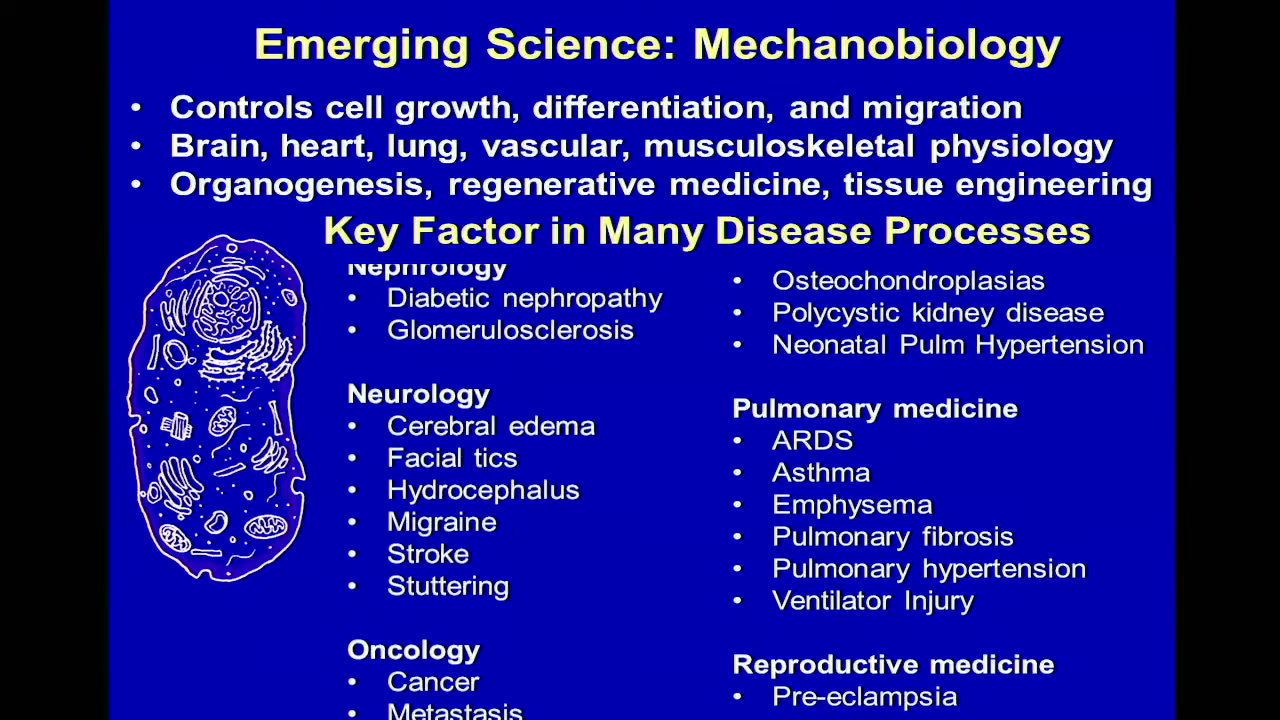 Emerging Science: Mechanobiology
• Controls cell growth, differentiation, and migration
• Brain, heart, lung, vascular, musculoskeletal physiology
• Organogenesis, regenerative medicine, tissue engineering
Key Factor in Many Disease Processes
Nephrology
• Diabetic nephropathy
• Glomerulosclerosis
Neurology
• Cerebral edema
• Facial tics
• Hydrocephalus
• Migraine
• Stroke
• Stuttering
Oncology
• Cancer
• Metastasis
• Osteochondroplasias
• Polycystic kidney disease
• Neonatal Pulm Hypertension
Pulmonary medicine
• ARDS
• Asthma
• Emphysema
• Pulmonary fibrosis
• Pulmonary hypertension
• Ventilator Injury
Reproductive medicine
• Pre-eclampsia